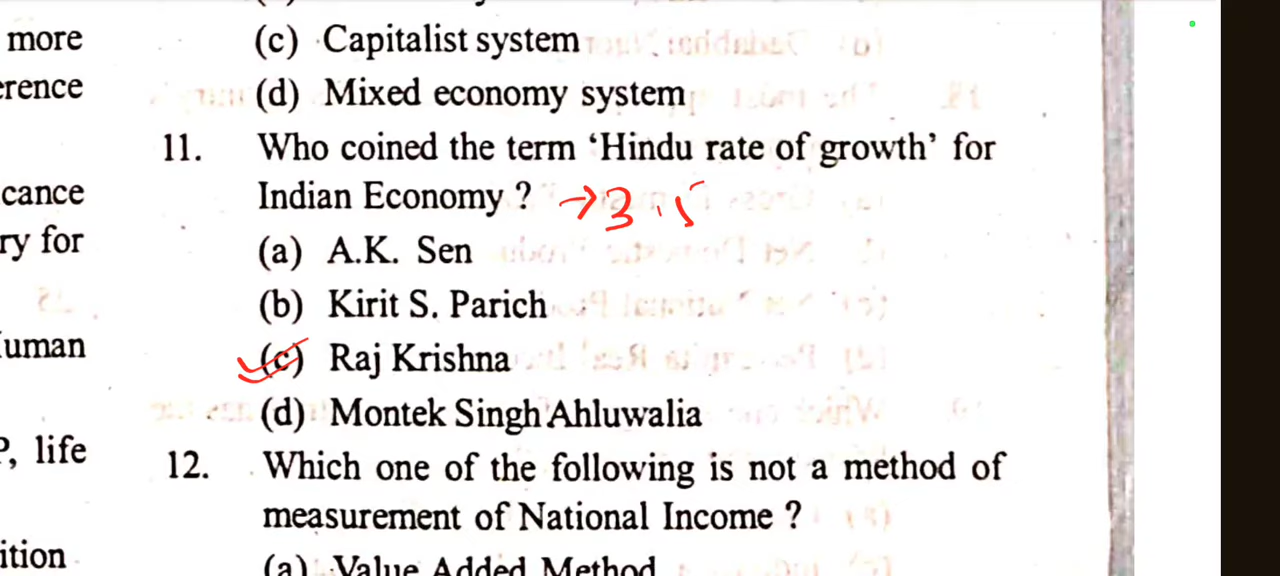 more
(c) Capitalist system
erence
(d) Mixed economy system
11. Who coined the term ‘Hindu rate of growth’ for
cance
Indian Economy ? →3.5
ry for
(a) A.K. Sen
(b) Kirit S. Parich
uman
(c) Raj Krishna
(d) Montek Singh Ahluwalia
P, life
12. Which one of the following is not a method of
measurement of National Income ?
ition
(a) Value Added Method